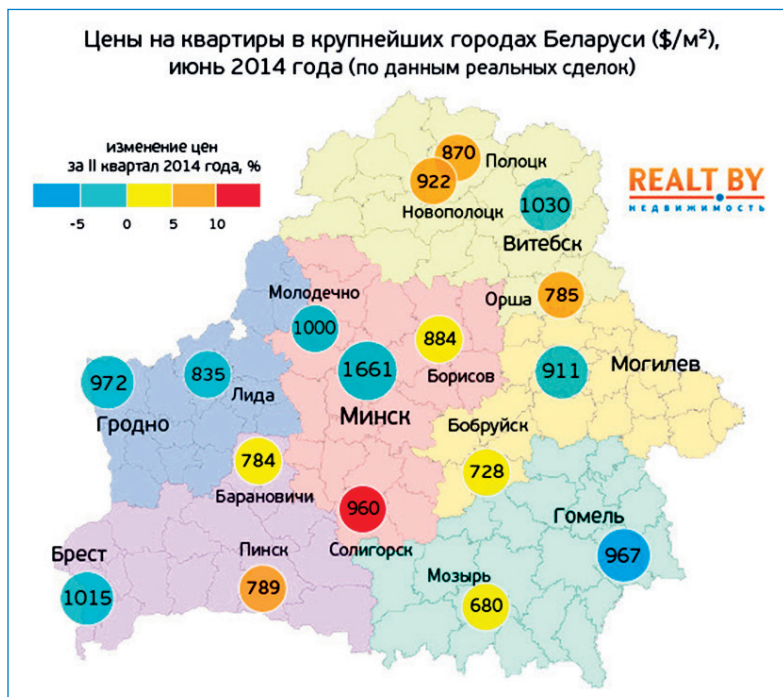 Цены на квартиры в крупнейших городах Беларуси ($/м²),
июнь 2014 года (по данным реальных сделок)
изменение цен
за II квартал 2014 года, %
-5 0 5 10
REALT.BY
НЕДВИЖИМОСТЬ
870
Полоцк
922
Новополоцк
1030
Витебск
Молодечно
1000
Орша
785
884
Борисов
1661
Минск
911
Могилев
972
Гродно
835
Лида
Бобруйск
728
784
Барановичи
960
Солигорск
Гомель
967
Брест
1015
Пинск
789
Мозырь
680